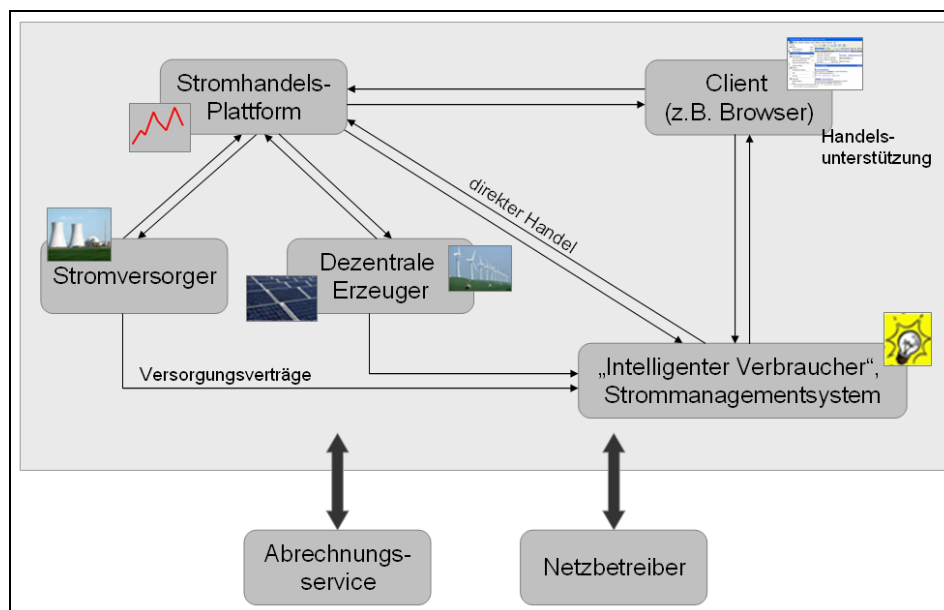 Stromhandels-
Plattform
Client
(z.B. Browser)
Handels-
unterstützung
direkter Handel
Stromversorger
Dezentrale
Erzeuger
Versorgungsverträge
„Intelligenter Verbraucher“,
Strommanagementsystem
Abrechnungs-
service
Netzbetreiber